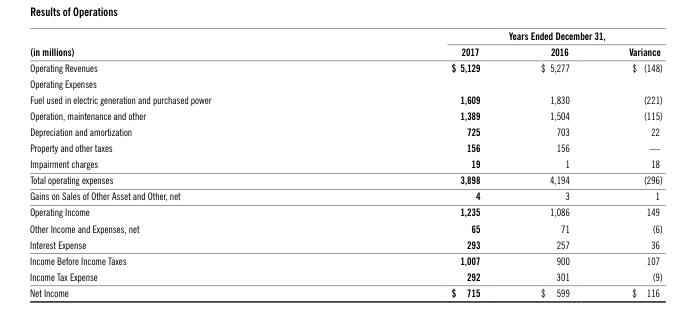 Results of Operations
Years Ended December 31,
(in millions) 2017 2016 Variance
Operating Revenues $ 5,129 $ 5,277 $ (148)
Operating Expenses
Fuel used in electric generation and purchased power 1,609 1,830 (221)
Operation, maintenance and other 1,389 1,504 (115)
Depreciation and amortization 725 703 22
Property and other taxes 156 156 —
Impairment charges 19 1 18
Total operating expenses 3,898 4,194 (296)
Gains on Sales of Other Asset and Other, net 4 3 1
Operating Income 1,235 1,086 149
Other Income and Expenses, net 65 71 (6)
Interest Expense 293 257 36
Income Before Income Taxes 1,007 900 107
Income Tax Expense 292 301 (9)
Net Income $ 715 $ 599 $ 116